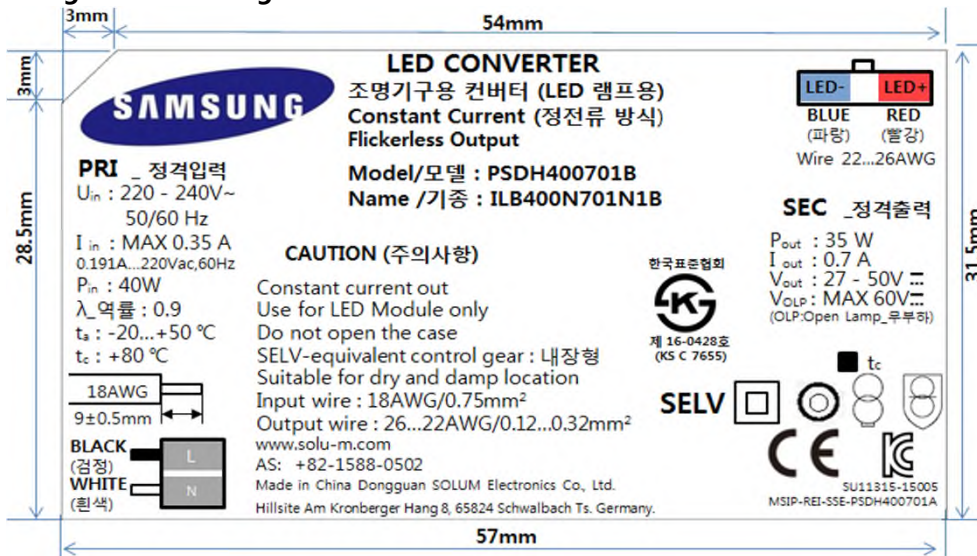 3mm
54mm
3mm
28.5mm
31.5mm
57mm
SAMSUNG
LED CONVERTER
조명기구용 컨버터 (LED 램프용)
Constant Current (정전류 방식)
Flickerless Output
Model/모델 : PSDH400701B
Name /기종 : ILB400N701N1B
LED- LED+
BLUE RED
(파랑) (빨강)
Wire 22...26AWG
PRI _ 정격입력
Uin : 220 - 240V~
50/60 Hz
I in : MAX 0.35 A
0.191A...220Vac,60Hz
Pin : 40W
λ_역률 : 0.9
ta : -20...+50 ℃
tc : +80 ℃
18AWG
9±0.5mm
BLACK
(검정)
WHITE
(흰색)
L
N
CAUTION (주의사항)
Constant current out
Use for LED Module only
Do not open the case
SELV-equivalent control gear : 내장형
Suitable for dry and damp location
Input wire : 18AWG/0.75mm²
Output wire : 26...22AWG/0.12...0.32mm²
www.solu-m.com
AS: +82-1588-0502
Made in China Dongguan SOLUM Electronics Co., Ltd.
Hillsite Am Kronberger Hang 8, 65824 Schwalbach Ts. Germany.
한국표준협회
제 16-0428호
(KS C 7655)
SEC _정격출력
Pout : 35 W
I out : 0.7 A
Vout : 27 - 50V
VOLP : MAX 60V
(OLP:Open Lamp_무부하)
tc
SELV
CE
SU11315-15005
MSIP-REI-SSE-PSDH400701A